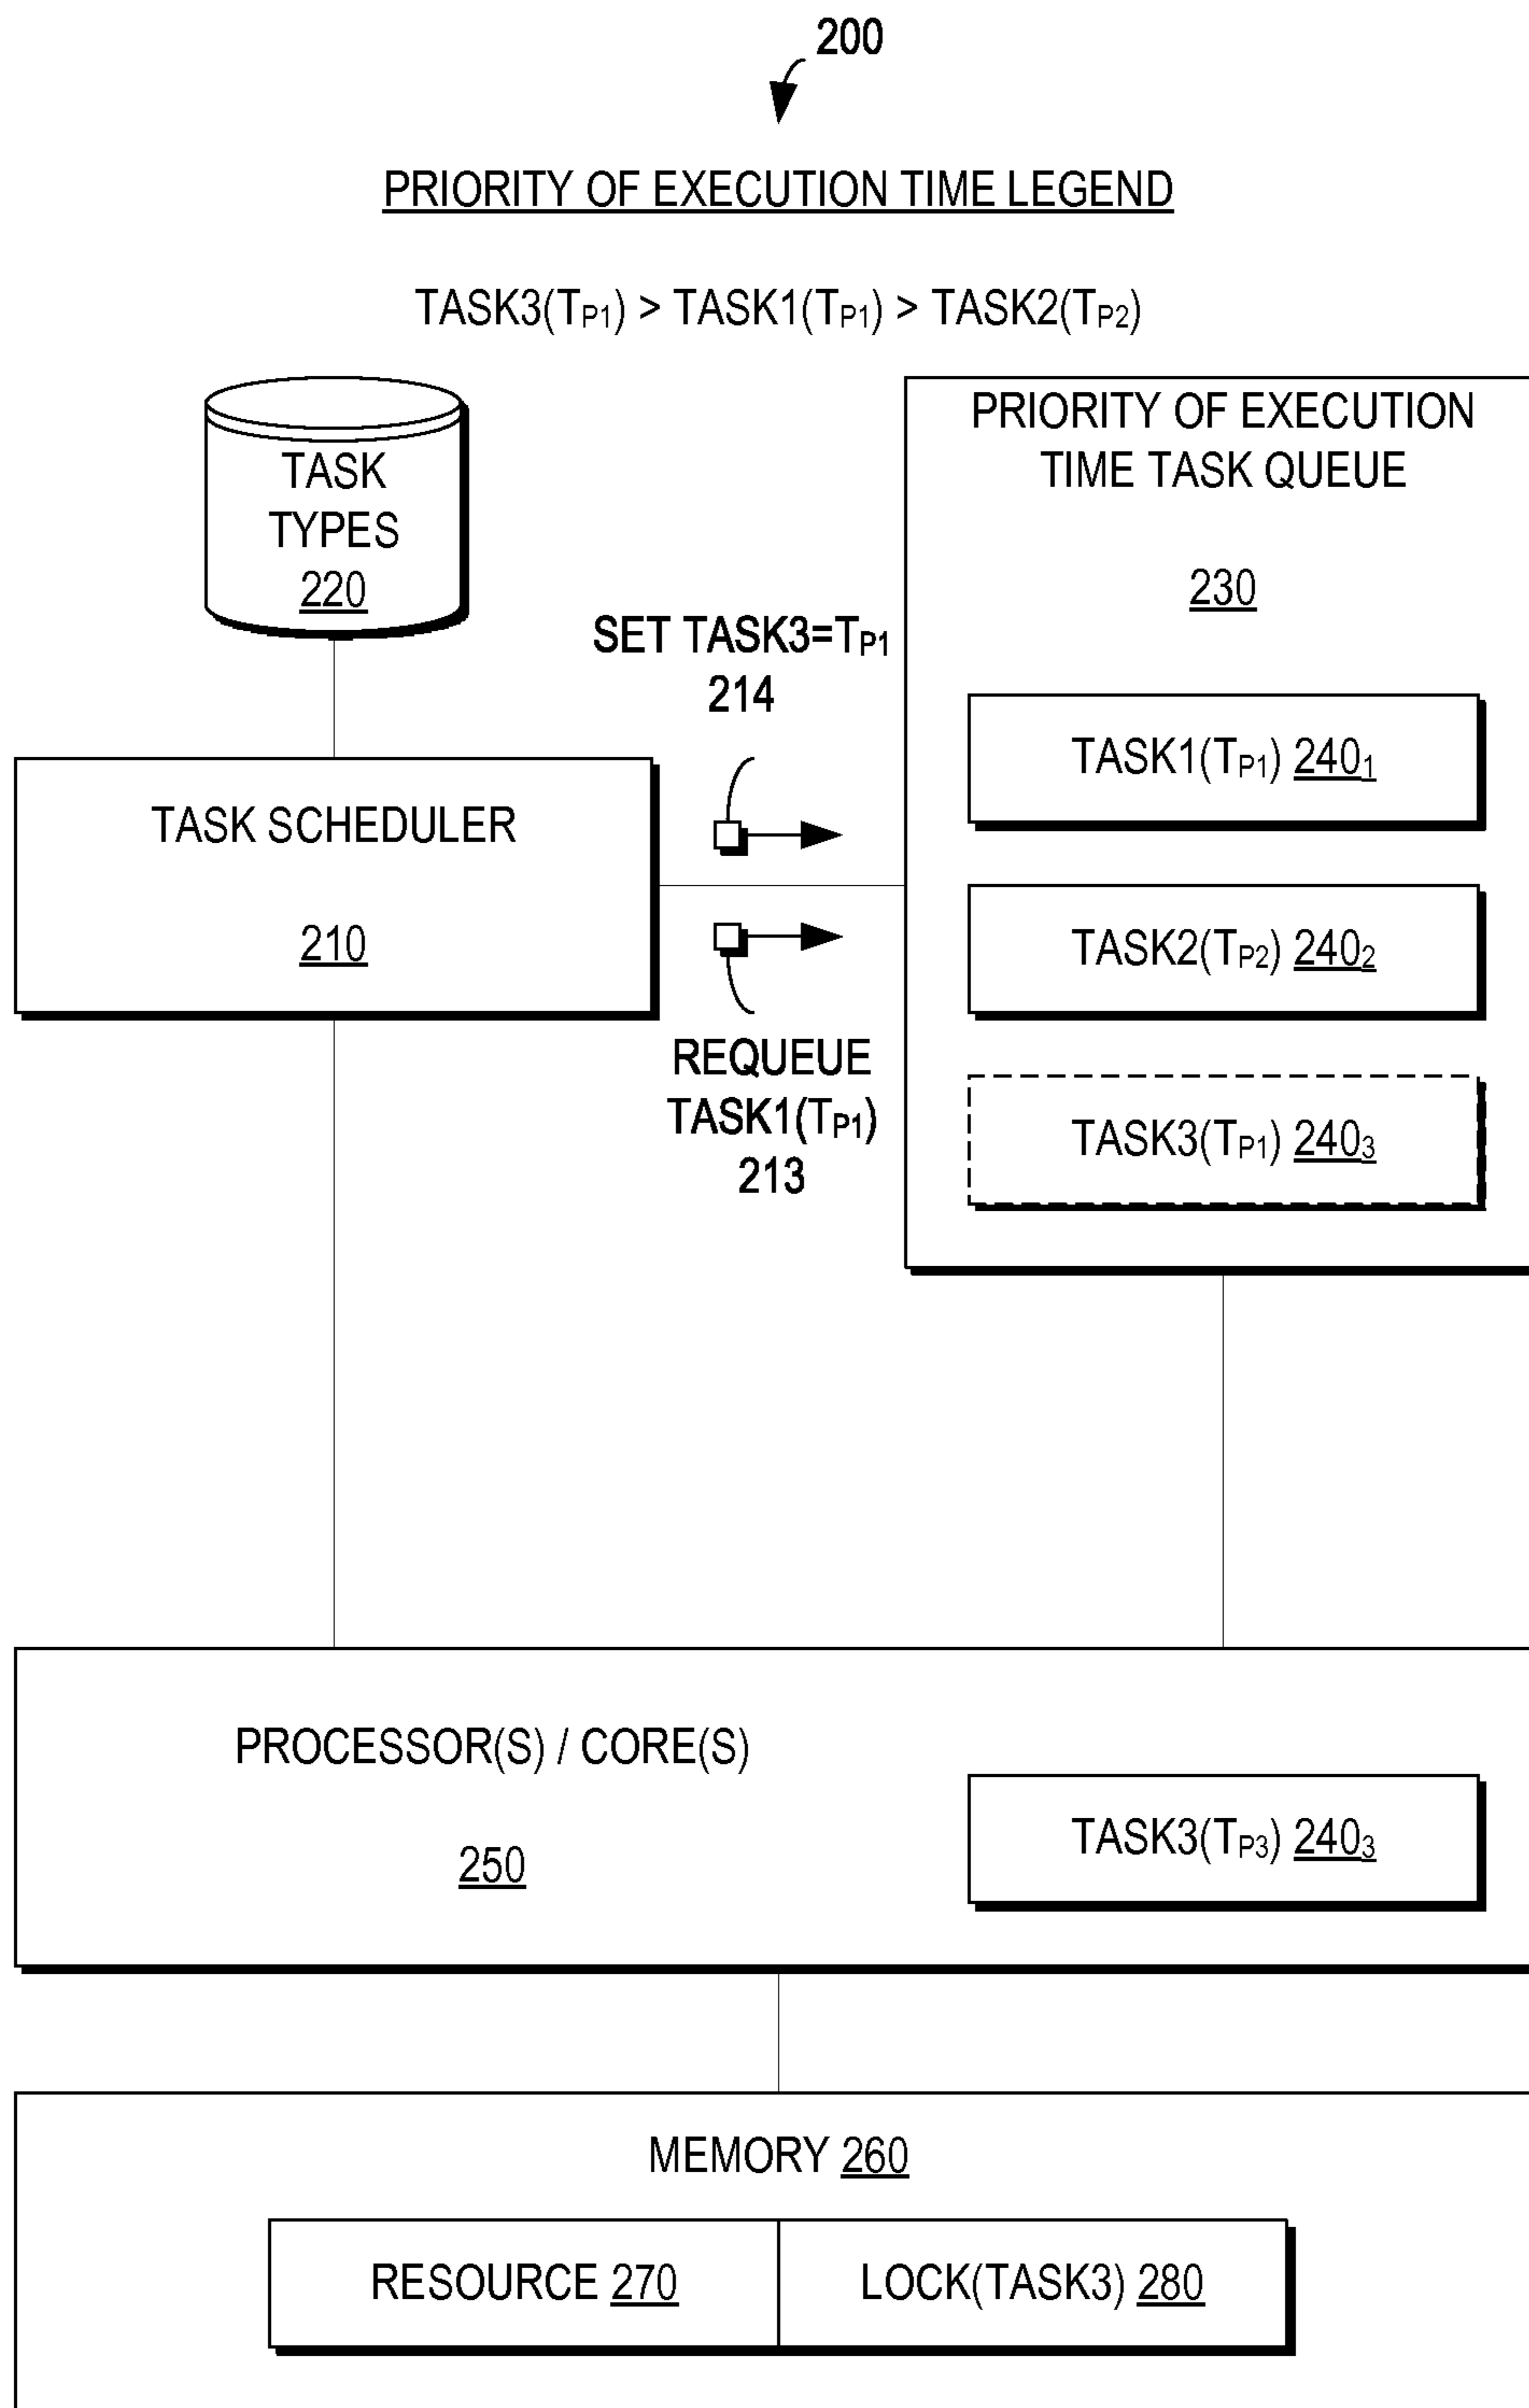 200
PRIORITY OF EXECUTION TIME LEGEND
TASK3(TP1) > TASK1(TP1) > TASK2(TP2)
TASK
TYPES
220
PRIORITY OF EXECUTION
TIME TASK QUEUE
230
SET TASK3=TP1
214
TASK1(TP1) 240₁
TASK SCHEDULER
210
TASK2(TP2) 240₂
REQUEUE
TASK1(TP1)
213
TASK3(TP1) 240₃
PROCESSOR(S) / CORE(S)
250
TASK3(TP3) 240₃
MEMORY 260
RESOURCE 270
LOCK(TASK3) 280